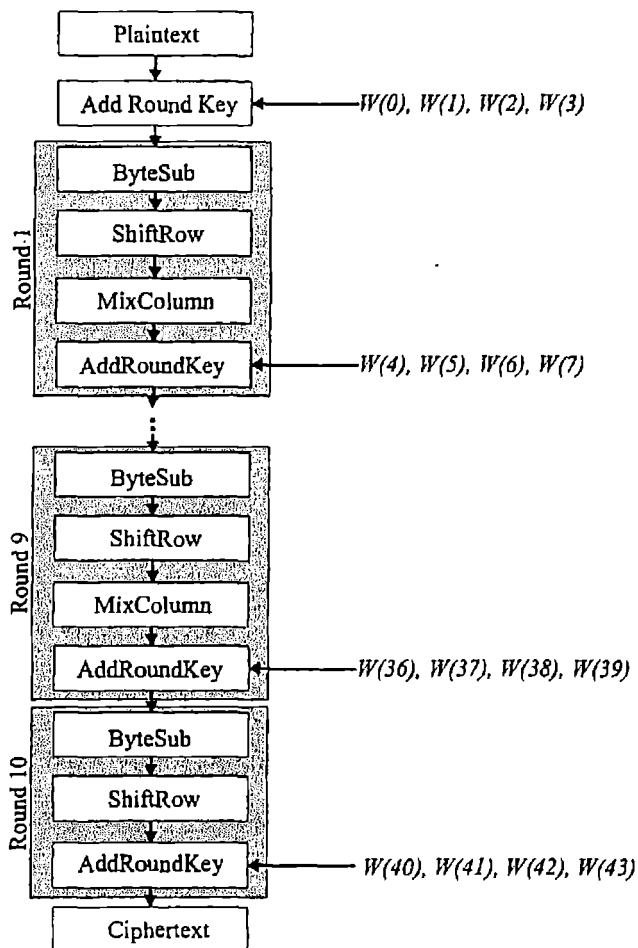 Plaintext
Add Round Key
W(0), W(1), W(2), W(3)
Round 1
ByteSub
ShiftRow
MixColumn
AddRoundKey
W(4), W(5), W(6), W(7)
Round 9
ByteSub
ShiftRow
MixColumn
AddRoundKey
W(36), W(37), W(38), W(39)
Round 10
ByteSub
ShiftRow
AddRoundKey
W(40), W(41), W(42), W(43)
Ciphertext